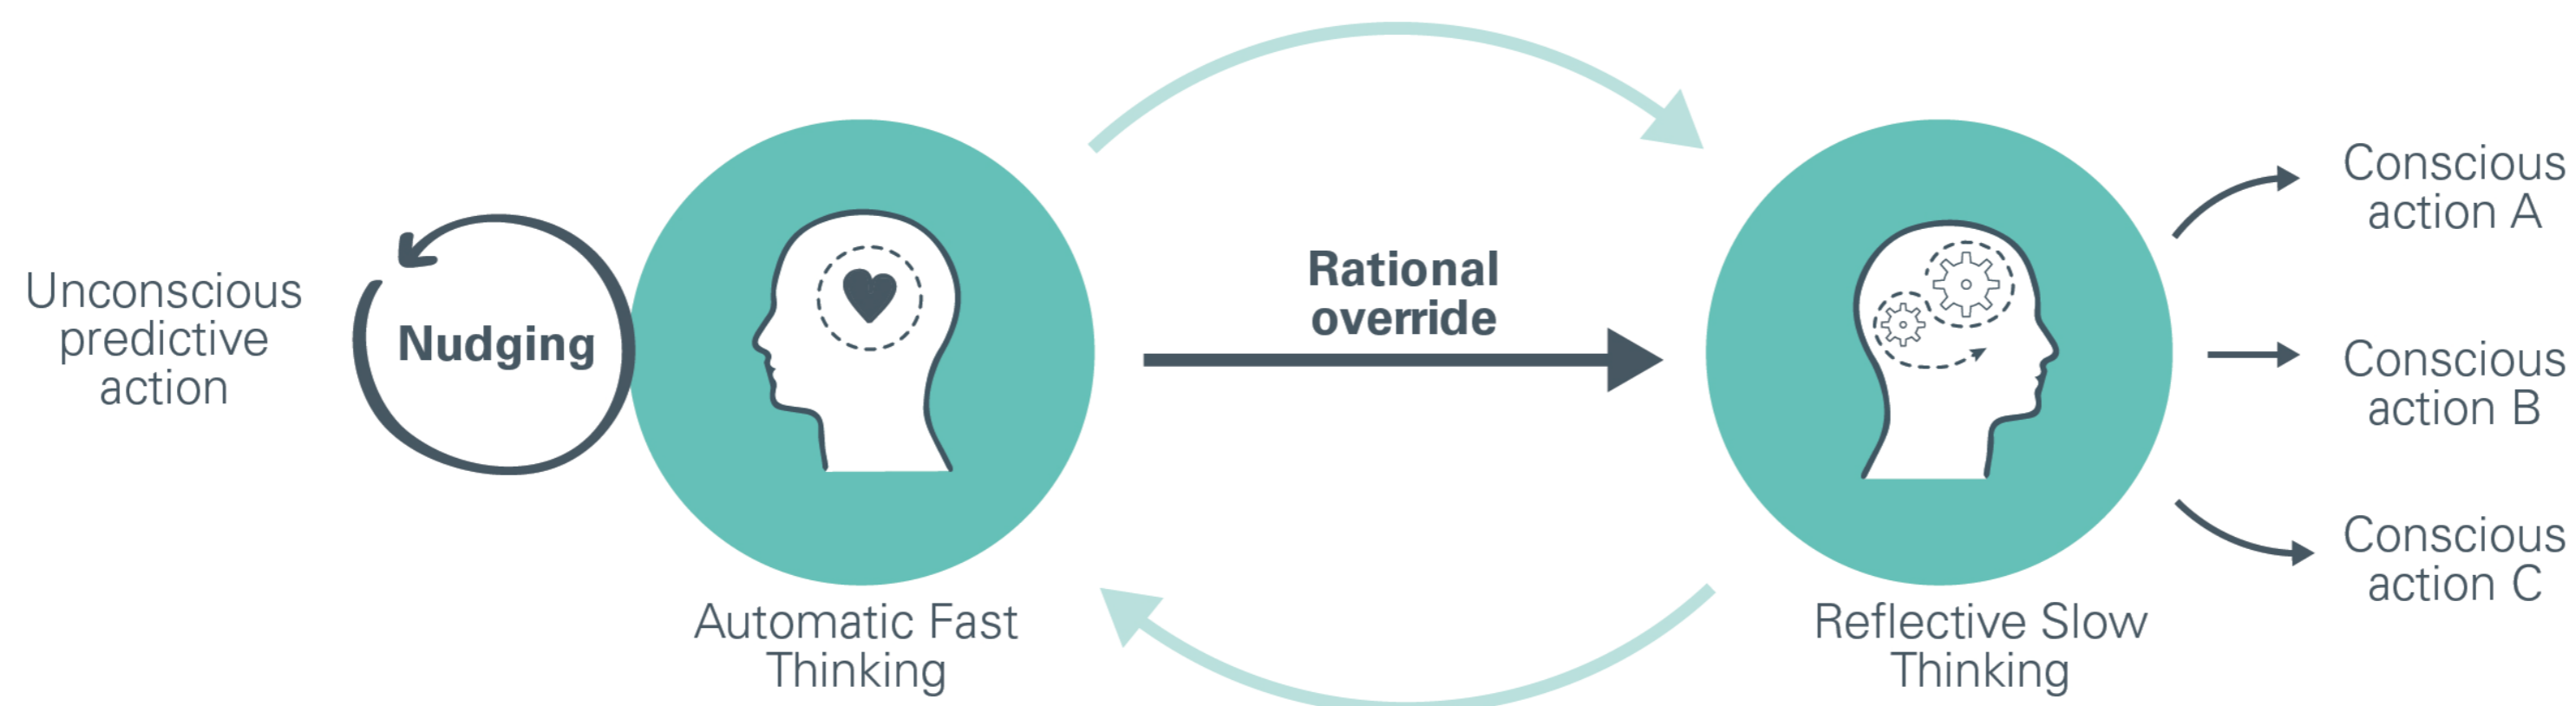 Unconscious
predictive
action
Nudging
Automatic Fast
Thinking
Rational
override
Reflective Slow
Thinking
Conscious
action A
Conscious
action B
Conscious
action C